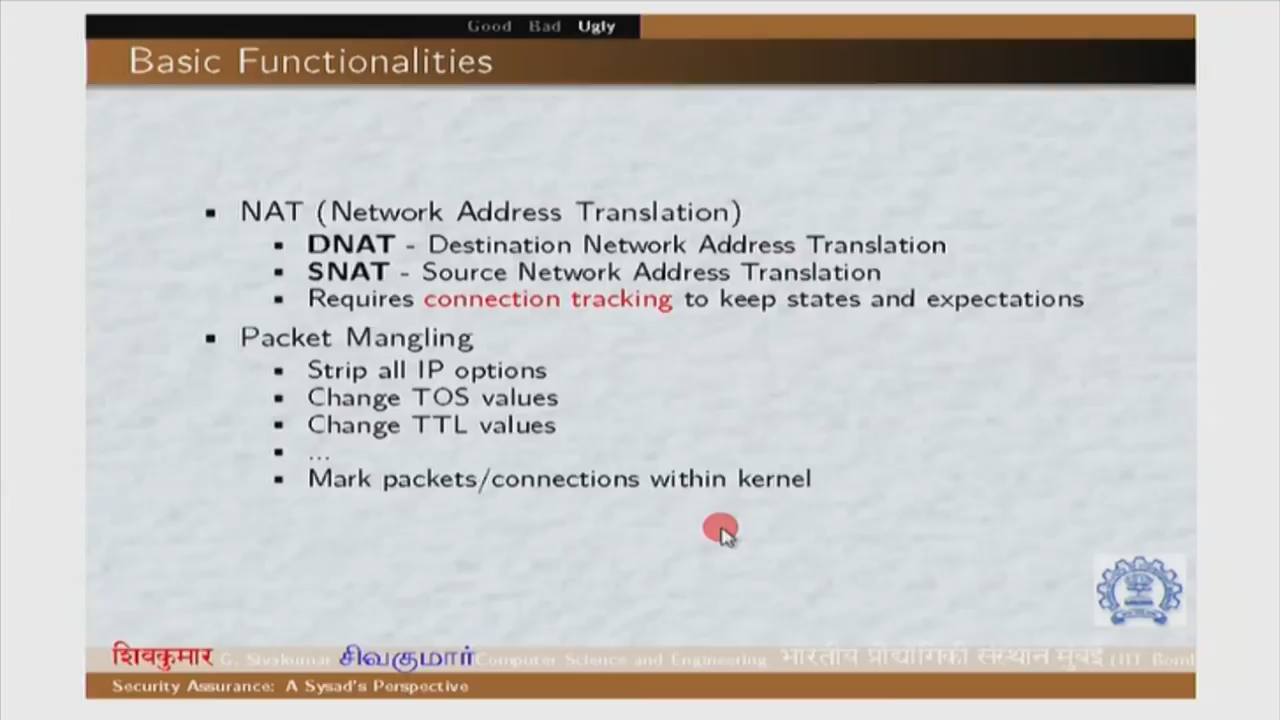 Good Bad Ugly
Basic Functionalities
NAT (Network Address Translation)
DNAT - Destination Network Address Translation
SNAT - Source Network Address Translation
Requires connection tracking to keep states and expectations
Packet Mangling
Strip all IP options
Change TOS values
Change TTL values
...
Mark packets/connections within kernel
शिवकुमार G. Sivakumar சிவகுமார் Computer Science and Engineering भारतीय प्रौद्योगिकी संस्थान मुंबई (IIT Bomb
Security Assurance: A Sysad's Perspective